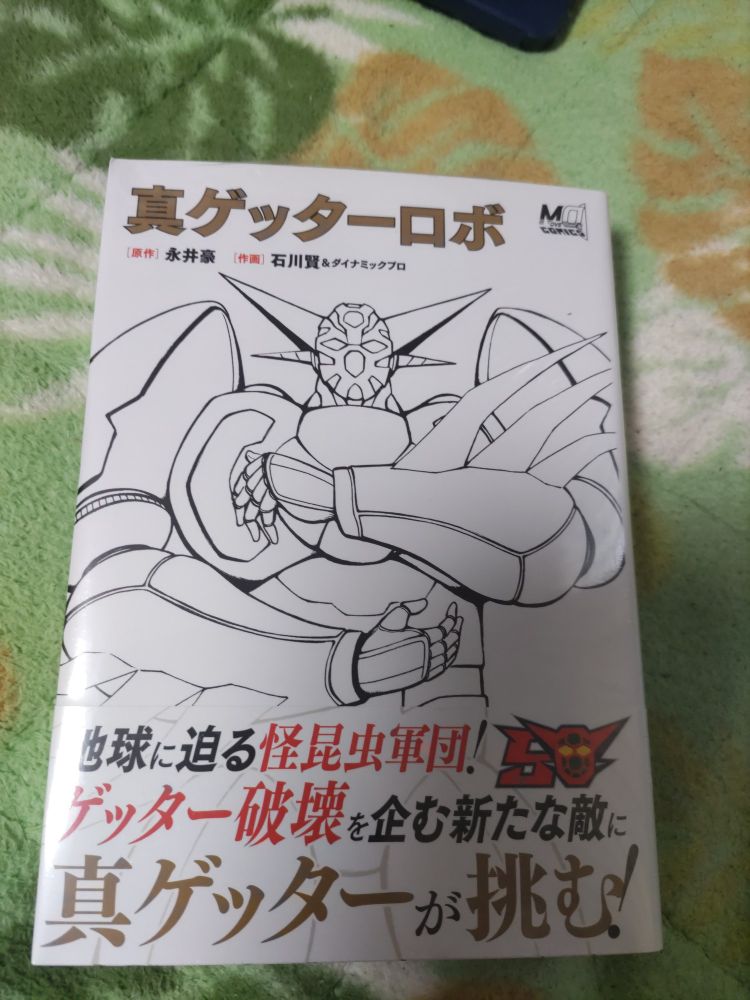 真ゲッターロボ
Mg
MOVE
COMICS
[原作] 永井豪 [作画] 石川賢&ダイナミックプロ
地球に迫る怪昆虫軍団!
50
ゲッター破壊を企む新たな敵に
真ゲッターが挑む!